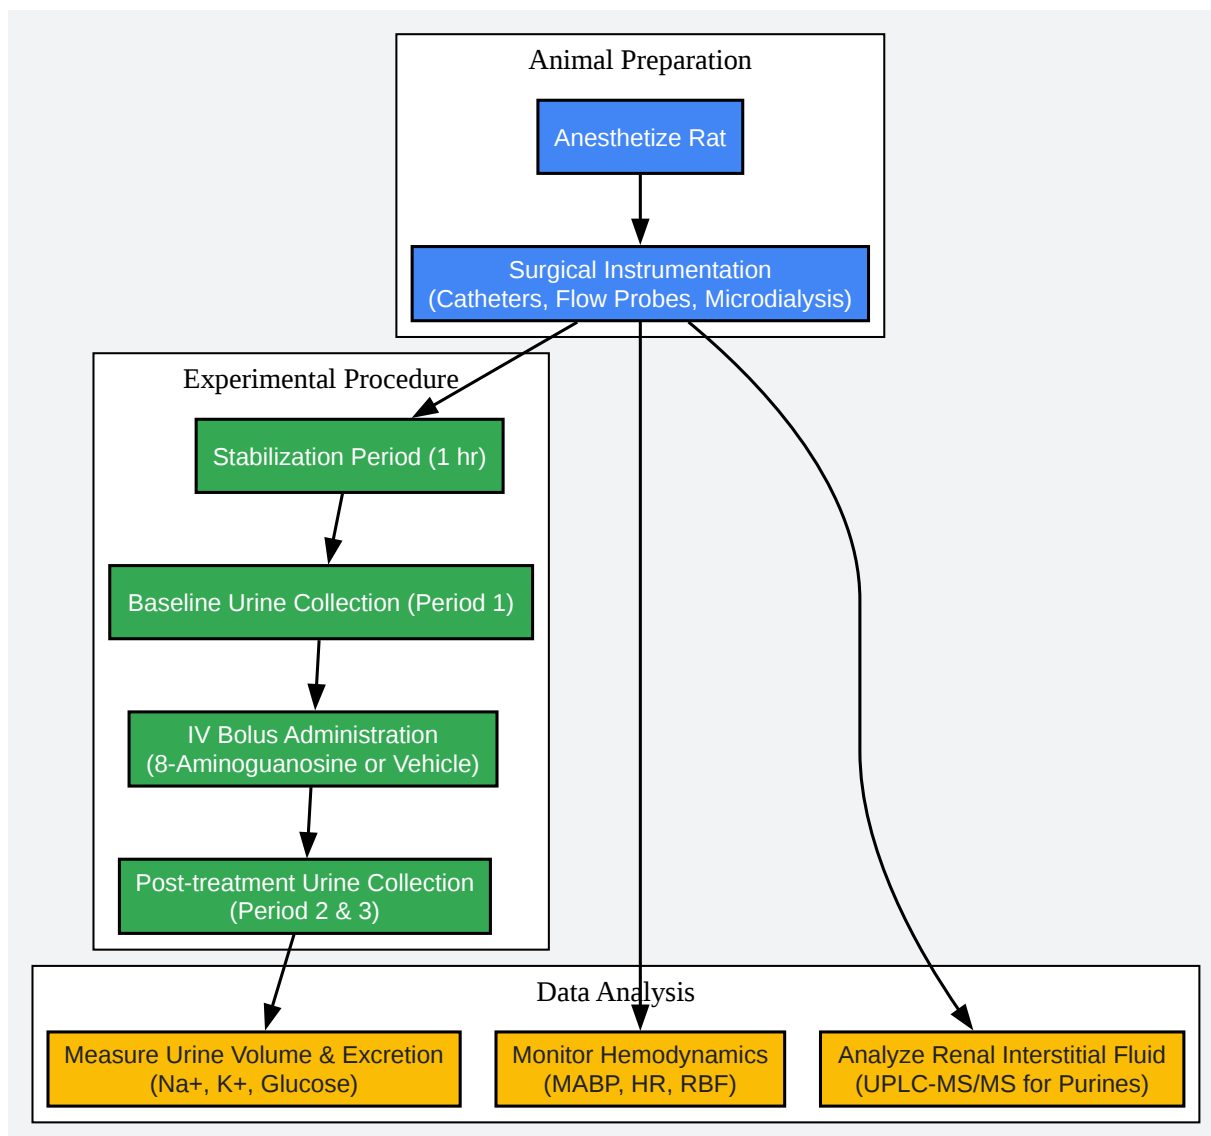 Animal Preparation
Anesthetize Rat
Surgical Instrumentation
(Catheters, Flow Probes, Microdialysis)
Experimental Procedure
Stabilization Period (1 hr)
Baseline Urine Collection (Period 1)
IV Bolus Administration
(8-Aminoguanosine or Vehicle)
Post-treatment Urine Collection
(Period 2 & 3)
Data Analysis
Measure Urine Volume & Excretion
(Na+, K+, Glucose)
Monitor Hemodynamics
(MABP, HR, RBF)
Analyze Renal Interstitial Fluid
(UPLC-MS/MS for Purines)